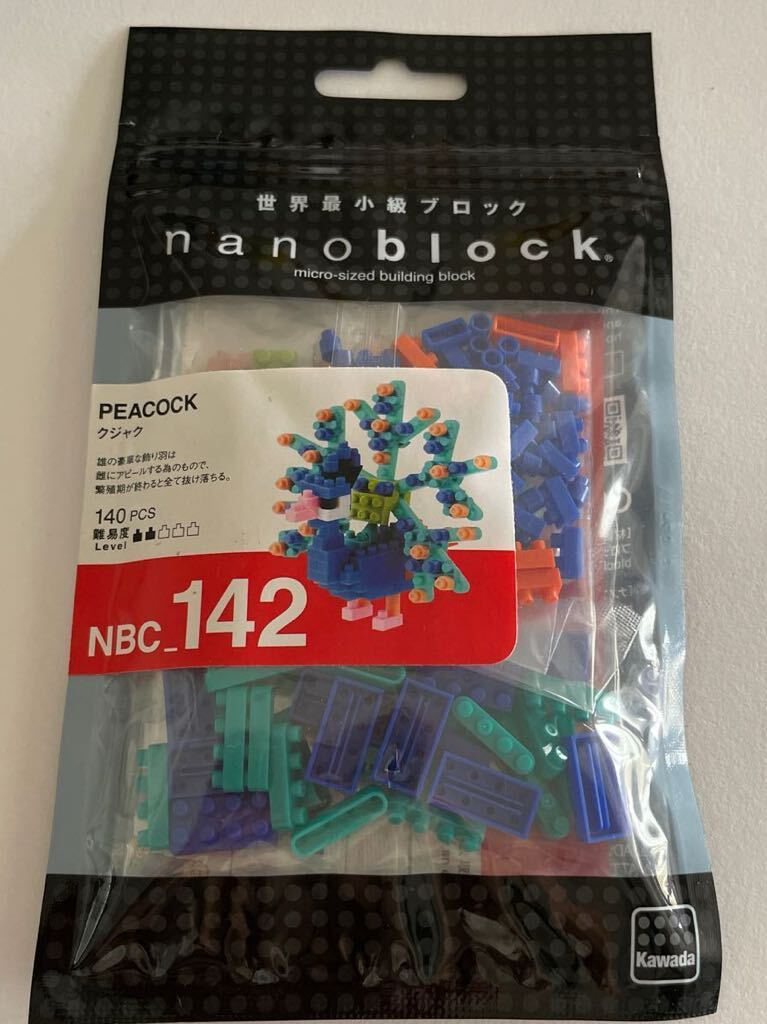 世界最小級ブロック
nanoblock®
micro-sized building block
PEACOCK
クジャク
雄の豪華な飾り羽は
雌にアピールする為のもので、
繁殖期が終わると全て抜け落ちる。
140 PCS
難易度
Level
NBC_142
Kawada